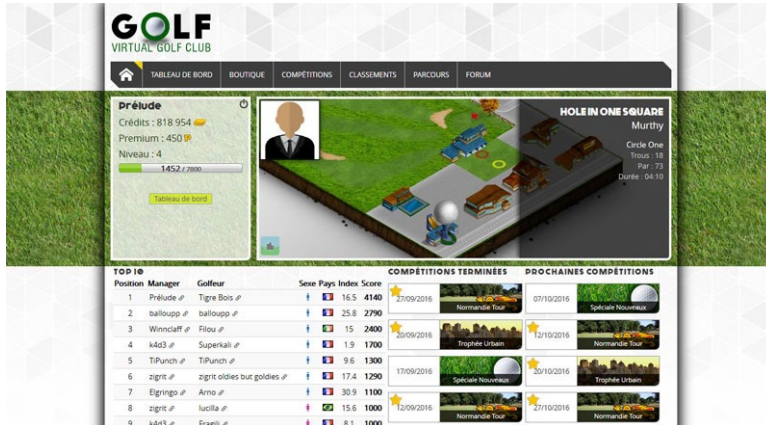 GOLF
VIRTUAL GOLF CLUB
TABLEAU DE BORD BOUTIQUE COMPÉTITIONS CLASSEMENTS PARCOURS FORUM
Prélude
Crédits : 818 954
Premium : 450
Niveau : 4
1452 / 7800
Tableau de bord
HOLE IN ONE SQUARE
Murthy
Circle One
Trous : 18
Par : 73
Durée : 04:10
TOP 10
Position Manager Golfeur Sexe Pays Index Score
1 Prélude Tigre Bois 16.5 4140
2 balloupp balloupp 25.8 2790
3 Winnclaff Filou 15 2400
4 k4d3 Superkali 1.9 1700
5 TiPunch TiPunch 9.6 1300
6 zigrit zigrit oldies but goldies 17.4 1290
7 Elgringo Arno 30.9 1100
8 zigrit lucilla 15.6 1000
9 k4d3 Fragili 8.1 1000
COMPÉTITIONS TERMINÉES
27/09/2016 Normandie Tour
20/09/2016 Trophée Urbain
17/09/2016 Spéciale Nouveaux
12/09/2016 Normandie Tour
PROCHAINES COMPÉTITIONS
07/10/2016 Spéciale Nouveaux
12/10/2016 Normandie Tour
20/10/2016 Trophée Urbain
27/10/2016 Normandie Tour